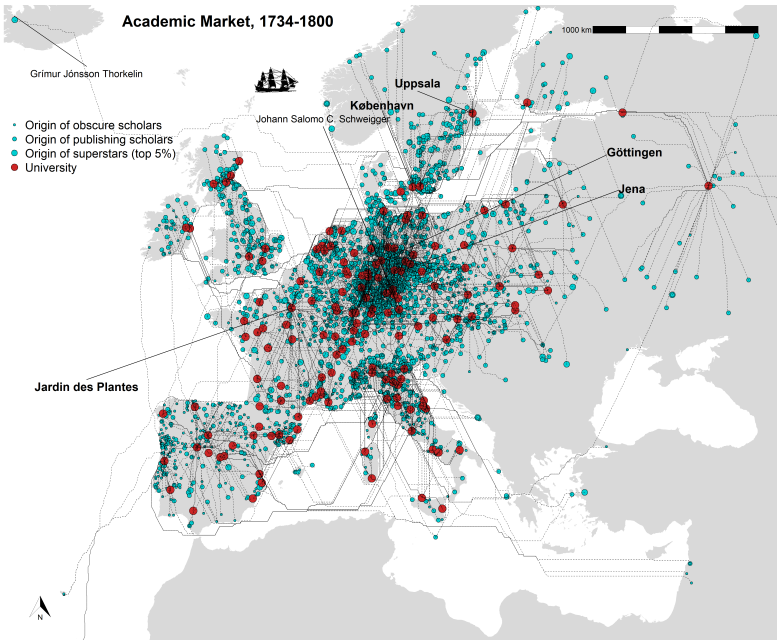 Academic Market, 1734-1800
1000 km
Grímur Jónsson Thorkelin
Uppsala
København
Johann Salomo C. Schweigger
Origin of obscure scholars
Origin of publishing scholars
Origin of superstars (top 5%)
University
Göttingen
Jena
Jardin des Plantes
N